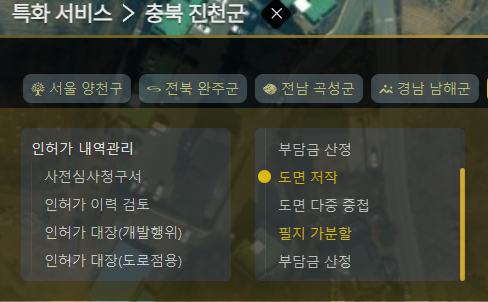 특화 서비스 > 충북 진천군
서울 양천구 전북 완주군 전남 곡성군 경남 남해군
인허가 내역관리
사전심사청구서
인허가 이력 검토
인허가 대장(개발행위)
인허가 대장(도로점용)
부담금 산정
도면 저작
도면 다중 중첩
필지 가분할
부담금 산정